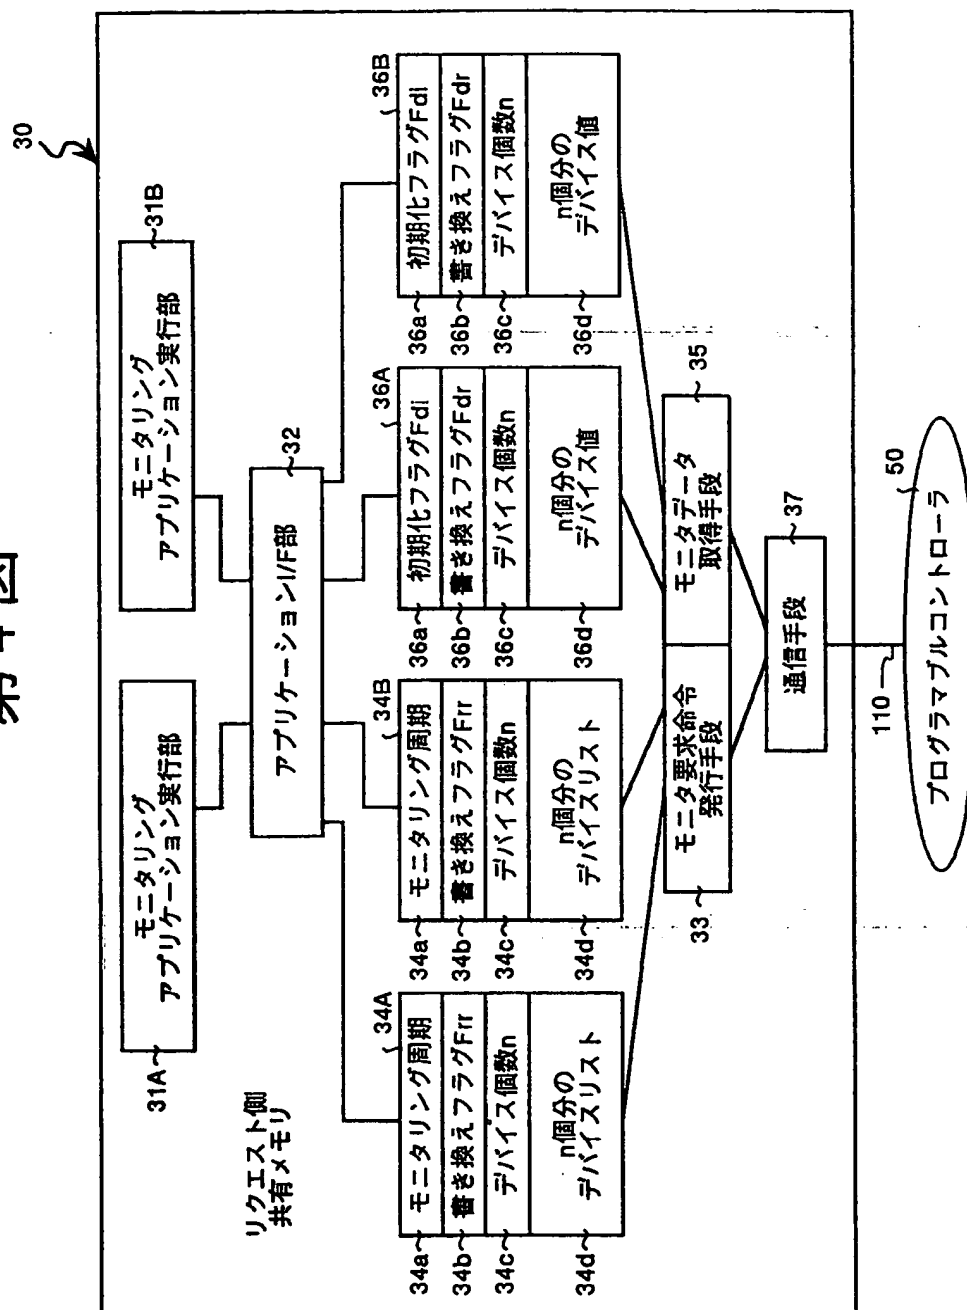 第4図
30
モニタリング
アプリケーション実行部
31A
モニタリング
アプリケーション実行部
31B
アプリケーションI/F部
32
リクエスト側
共有メモリ
34A
34a
モニタリング周期
34b
書き換えフラグFrr
34c
デバイス個数n
34d
n個分の
デバイスリスト
34B
34a
モニタリング周期
34b
書き換えフラグFrr
34c
デバイス個数n
34d
n個分の
デバイスリスト
36A
36a
初期化フラグFdi
36b
書き換えフラグFdr
36c
デバイス個数n
36d
n個分の
デバイス値
36B
36a
初期化フラグFdi
36b
書き換えフラグFdr
36c
デバイス個数n
36d
n個分の
デバイス値
33
モニタ要求命令
発行手段
モニタデータ
取得手段
35
通信手段
37
110
プログラマブルコントローラ
50